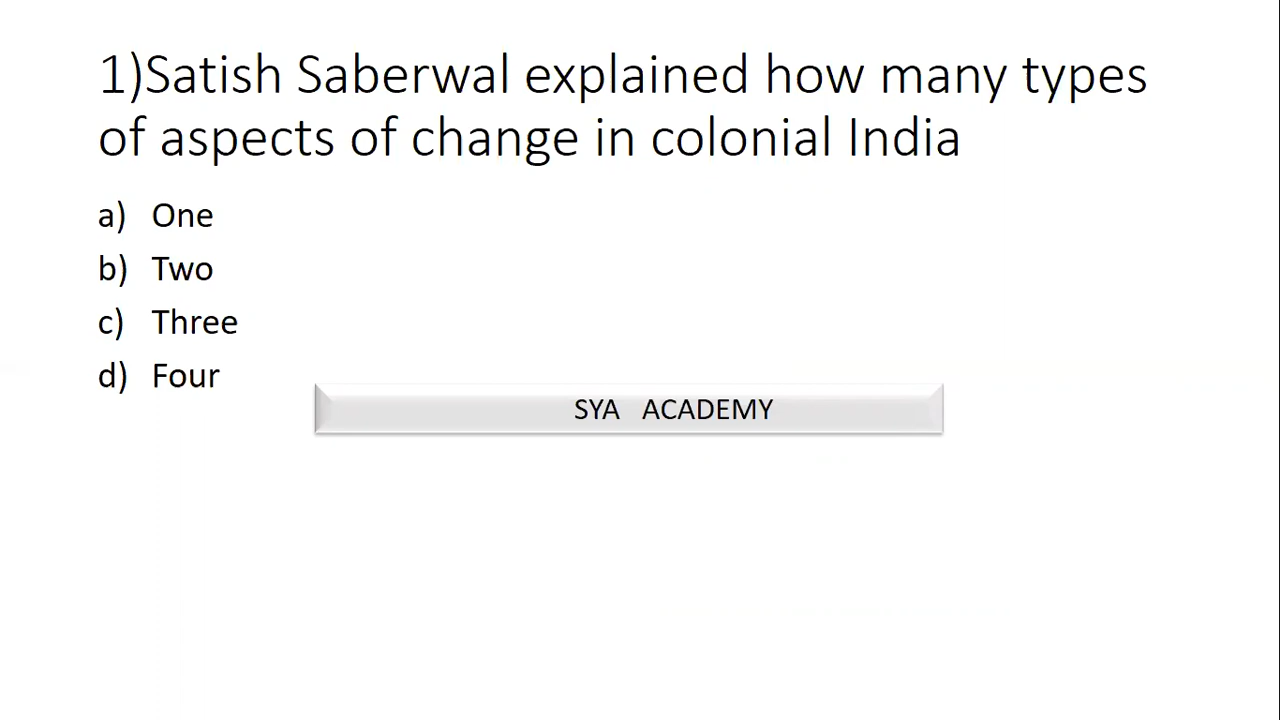 1)Satish Saberwal explained how many types
of aspects of change in colonial India
a) One
b) Two
c) Three
d) Four
SYA ACADEMY